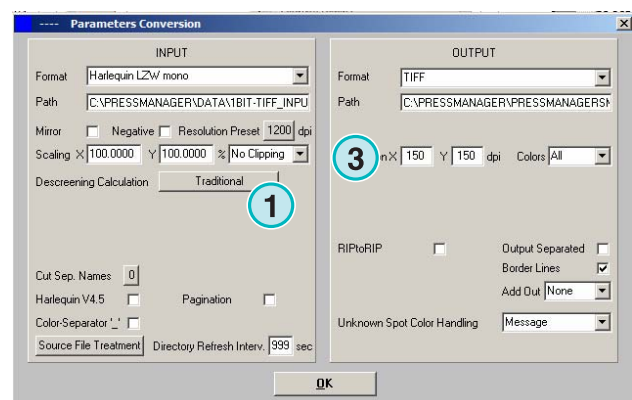 ---- Parameters Conversion
INPUT
Format Harlequin LZW mono
Path C:\PRESSMANAGER\DATA\1BIT-TIFF_INPU
Mirror Negative Resolution Preset 1200 dpi
Scaling X 100.0000 Y 100.0000 % No Clipping
Descreening Calculation Traditional
1
Cut Sep. Names 0
Harlequin V4.5 Pagination
Color-Separator '_'
Source File Treatment Directory Refresh Interv. 999 sec
OUTPUT
Format TIFF
Path C:\PRESSMANAGER\PRESSMANAGERSM
3 n X 150 Y 150 dpi Colors All
RIPtoRIP Output Separated
Border Lines
Add Out None
Unknown Spot Color Handling Message
OK